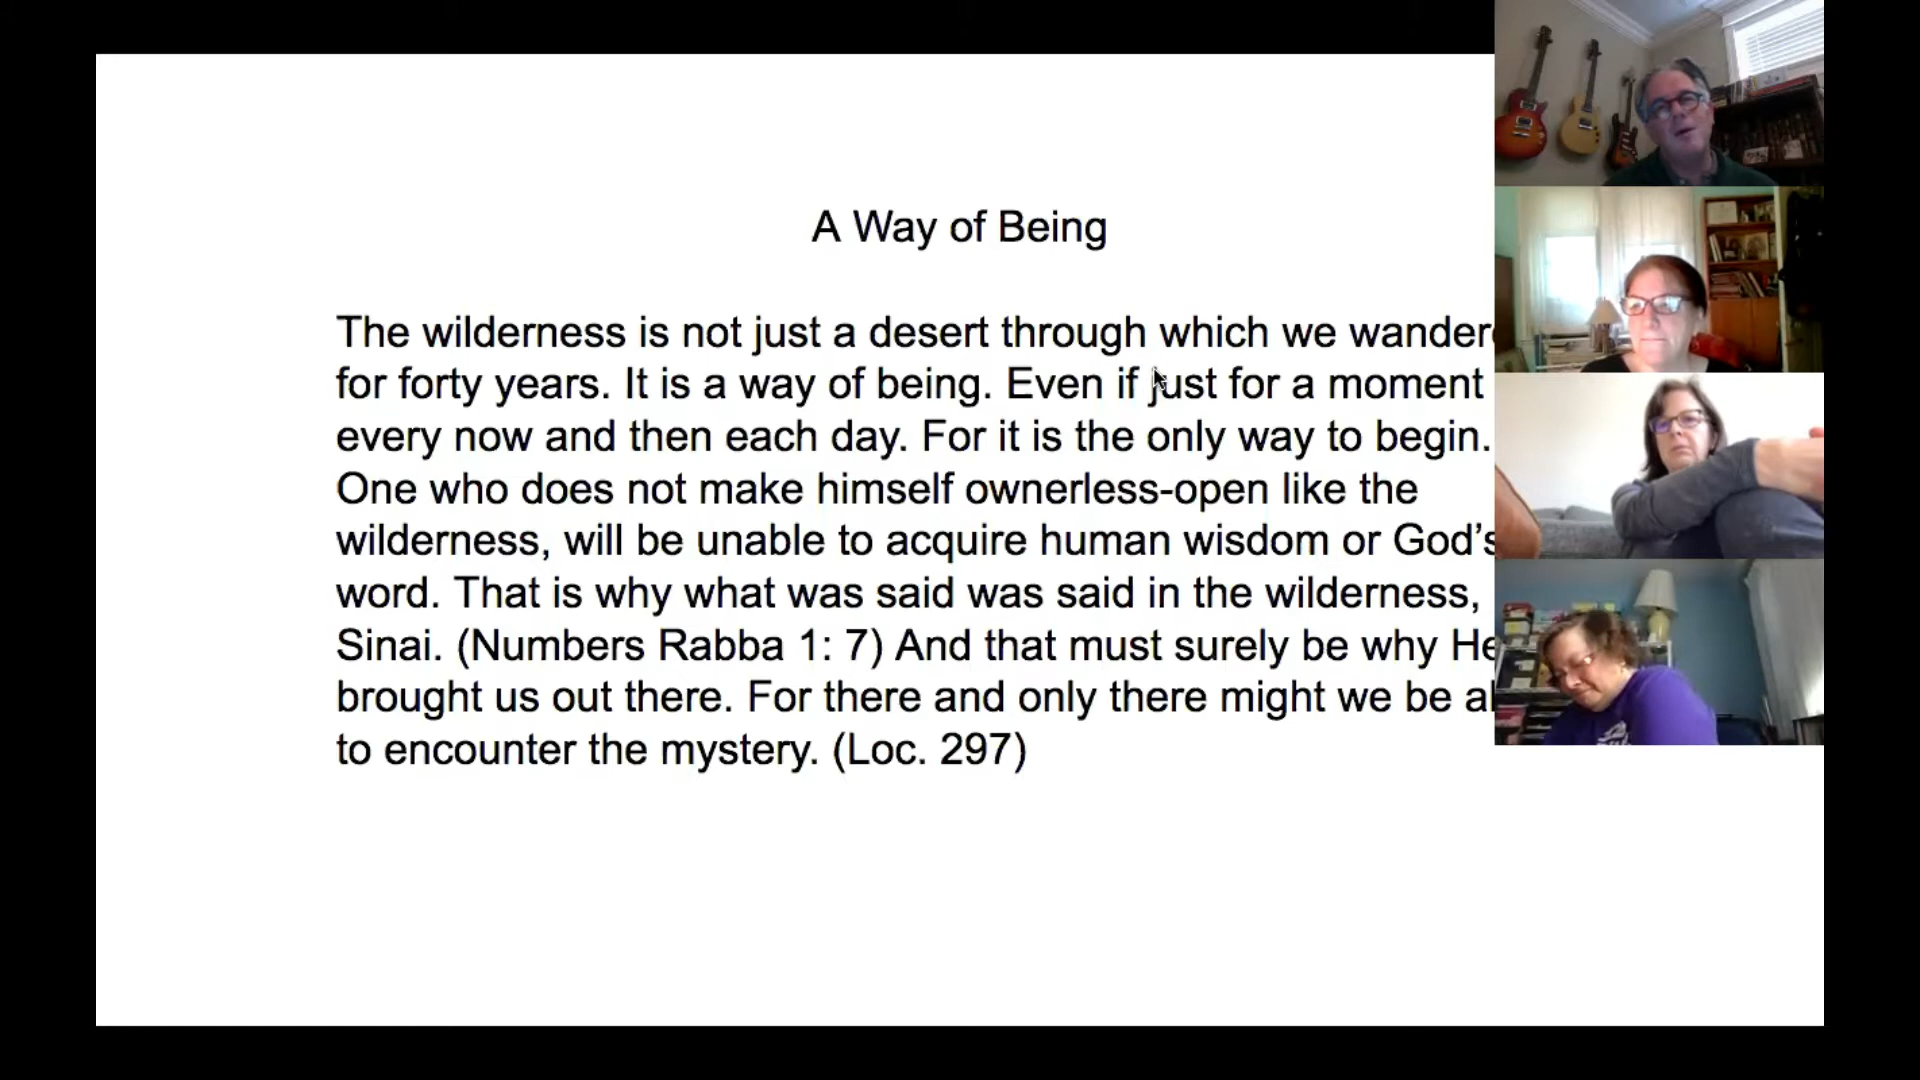 A Way of Being
The wilderness is not just a desert through which we wander
for forty years. It is a way of being. Even if just for a moment
every now and then each day. For it is the only way to begin.
One who does not make himself ownerless-open like the
wilderness, will be unable to acquire human wisdom or God’s
word. That is why what was said was said in the wilderness,
Sinai. (Numbers Rabba 1: 7) And that must surely be why He
brought us out there. For there and only there might we be
to encounter the mystery. (Loc. 297)